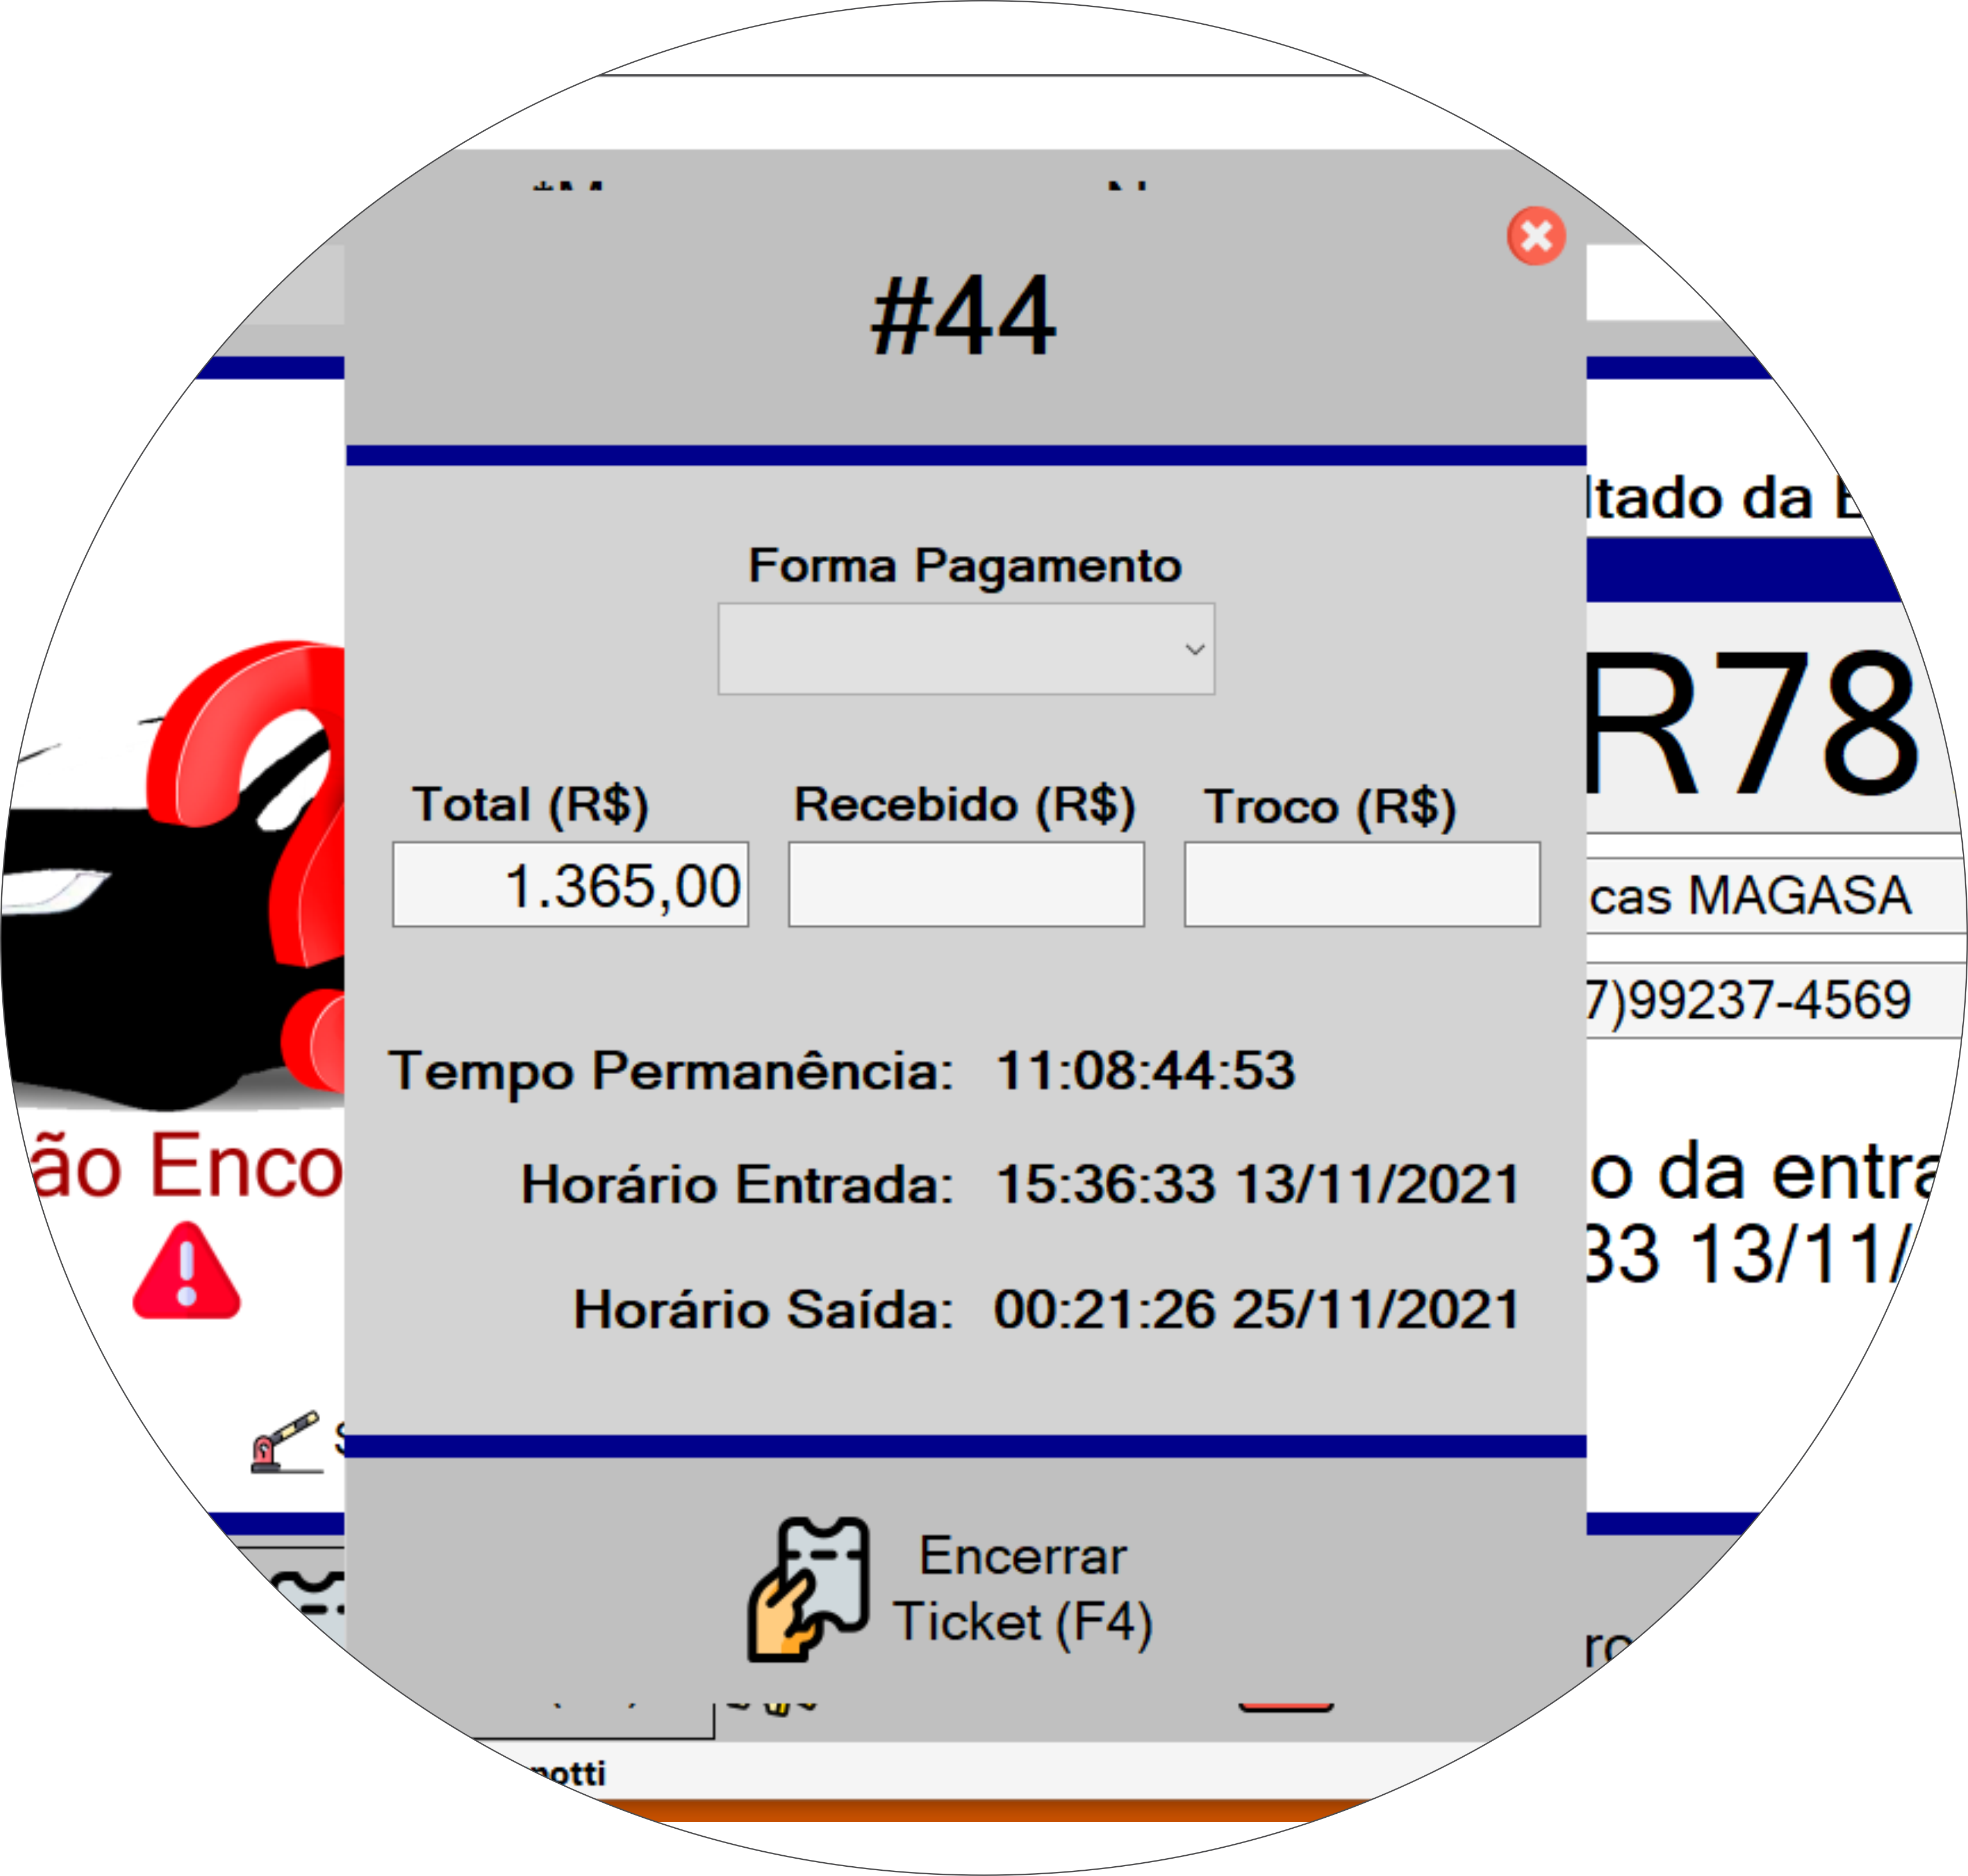 #44
Forma Pagamento
Total (R$) Recebido (R$) Troco (R$)
1.365,00
Tempo Permanência: 11:08:44:53
Horário Entrada: 15:36:33 13/11/2021
Horário Saída: 00:21:26 25/11/2021
Encerrar
Ticket (F4)
ltado da
R78
cas MAGASA
7)99237-4569
ão Enco
o da entra
33 13/11/
notti